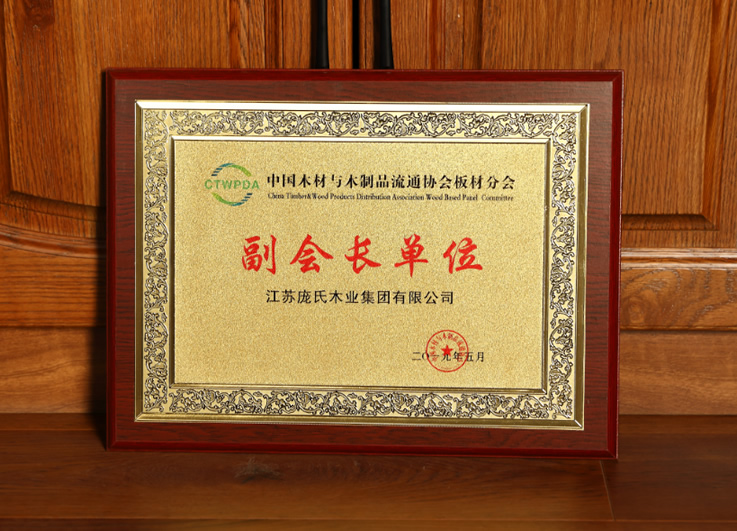 CTWPDA
中国木材与木制品流通协会板材分会
China Timber&Wood Products Distribution Association Wood Based Panel Committee
副会长单位
江苏庞氏木业集团有限公司
二〇一九年五月